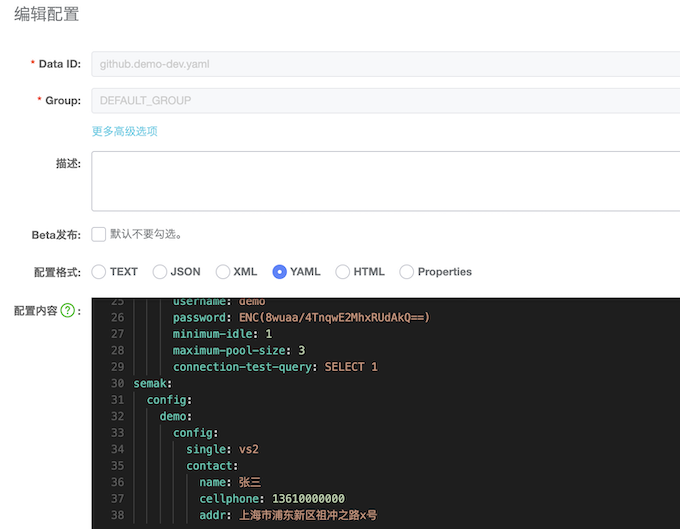 编辑配置
* Data ID: github.demo-dev.yaml
* Group: DEFAULT_GROUP
更多高级选项
描述:
Beta发布: 默认不要勾选。
配置格式: TEXT JSON XML YAML HTML Properties
配置内容 ? :
25 username: demo
26 password: ENC(8wuaa/4TnqwE2MhxRUdAkQ==)
27 minimum-idle: 1
28 maximum-pool-size: 3
29 connection-test-query: SELECT 1
30 semak:
31 config:
32 demo:
33 config:
34 single: vs2
35 contact:
36 name: 张三
37 cellphone: 13610000000
38 addr: 上海市浦东新区祖冲之路x号